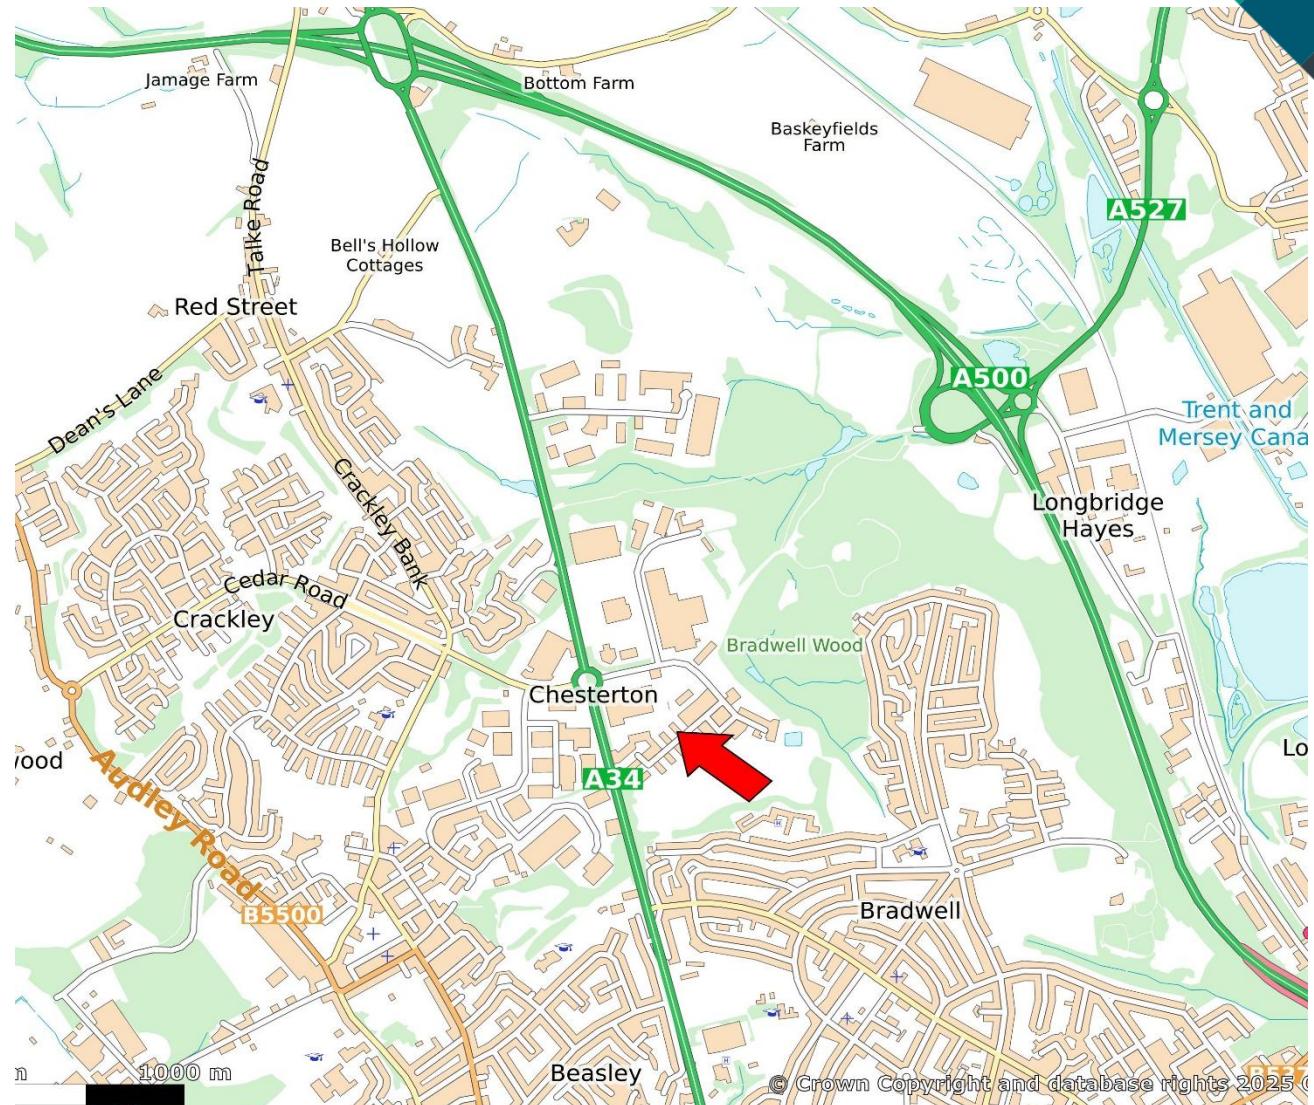 Jamage Farm
Bottom Farm
Baskeyfields
Farm
A527
Talke Road
Bell's Hollow
Cottages
Red Street
A500
Dean's Lane
Trent and
Mersey Cana
Crackley Bank
Longbridge
Hayes
Cedar Road
Crackley
Bradwell Wood
Chesterton
Lo
ood
A34
Audley Road
B5500
Bradwell
H
H
Beasley
m
1000 m
© Crown Copyright and database rights 2025